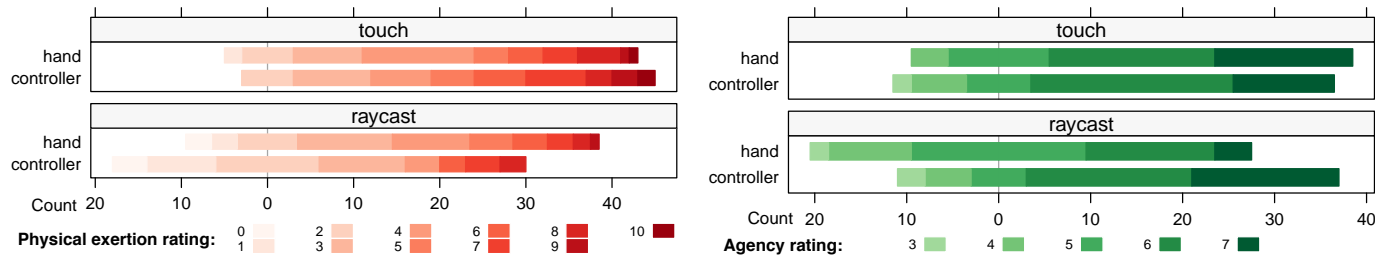 touch
hand
controller
raycast
hand
controller
Count 20 10 0 10 20 30 40
Physical exertion rating: 0 2 4 6 8 10
1 3 5 7 9
touch
hand
controller
raycast
hand
controller
Count 20 10 0 10 20 30 40
Agency rating: 3 4 5 6 7